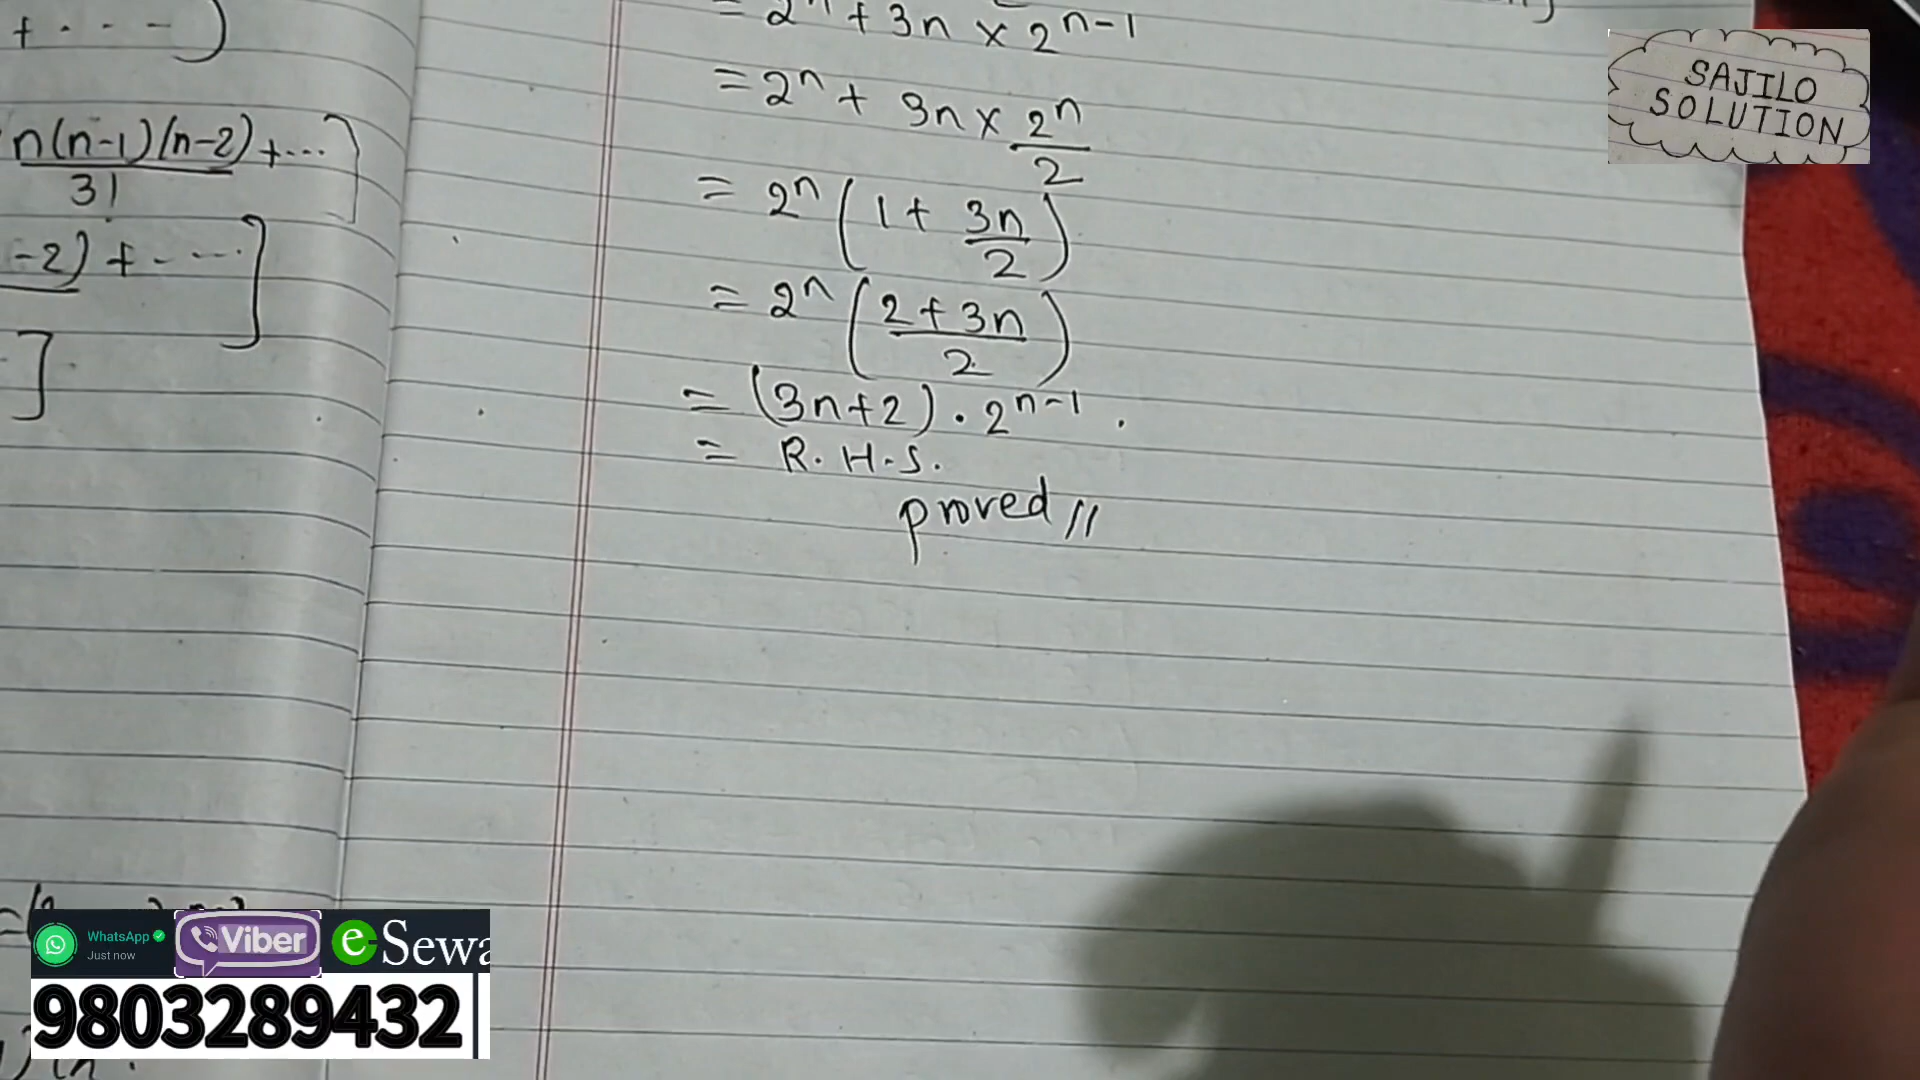 + . . - - )
n(n-1)(n-2) + ...
3!
-2) + - - ... ]
]
= 2^n + 3n × 2^{n-1}
= 2^n + 3n × 2^n/2
= 2^n (1 + 3n/2)
= 2^n (2 + 3n/2)
= (3n+2) . 2^{n-1} .
= R.H.S.
proved //
SAJILO
SOLUTION
WhatsApp
Just now
Viber
e-Sewa
9803289432